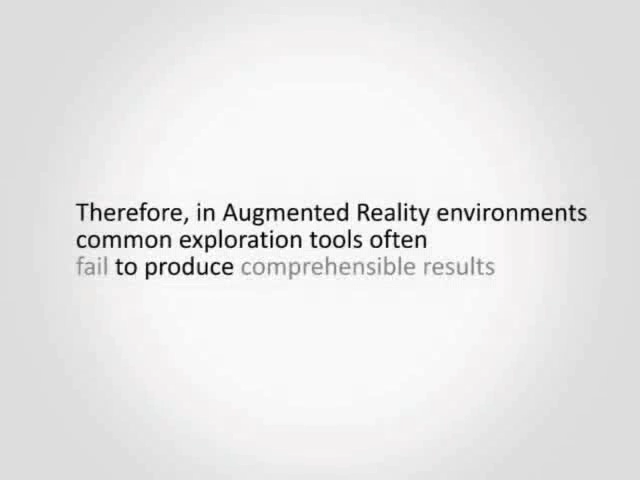 Therefore, in Augmented Reality environments
common exploration tools often
fail to produce comprehensible results